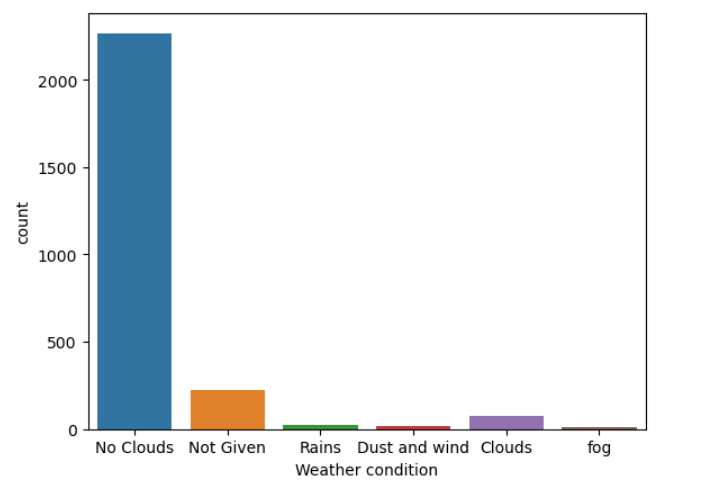 2000
1500
1000
500
0
count
No Clouds Not Given Rains Dust and wind Clouds fog
Weather condition